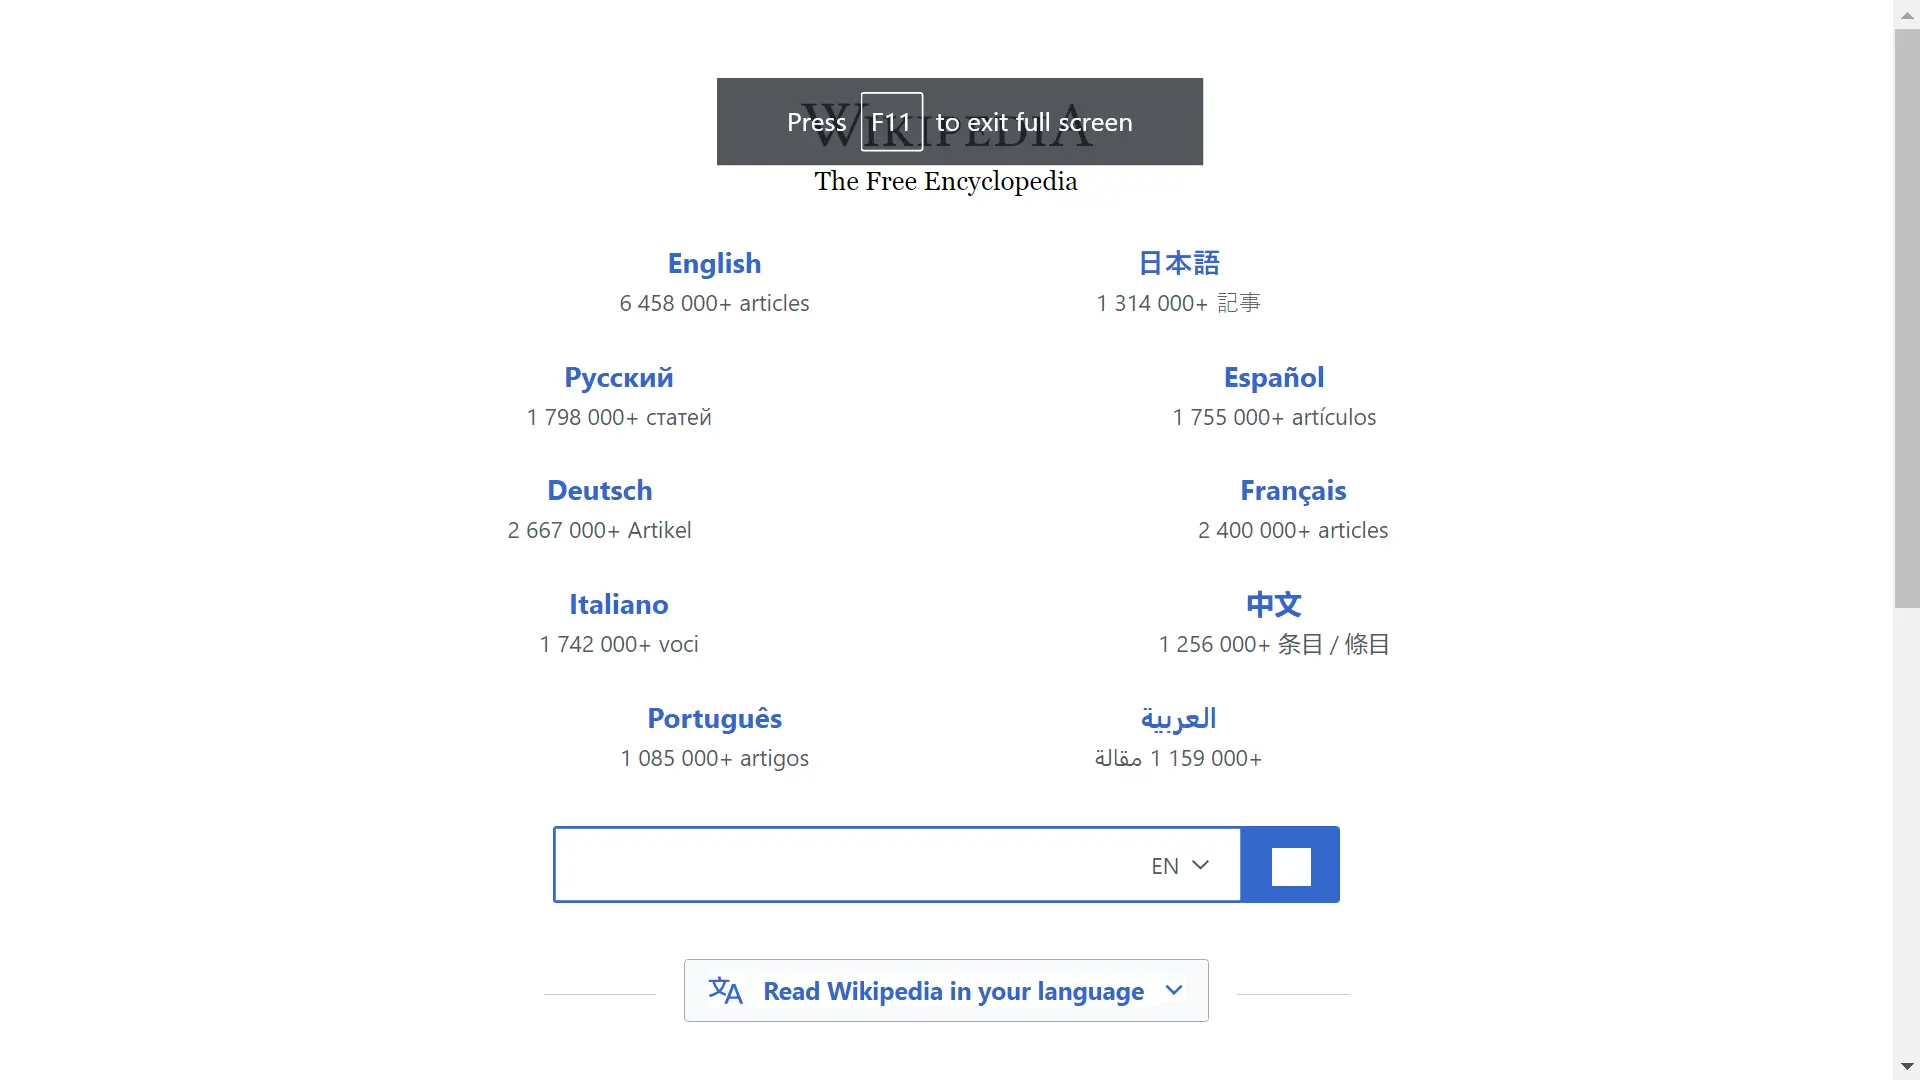 WIKIPEDIA
Press F11 to exit full screen
The Free Encyclopedia
English
6 458 000+ articles
日本語
1 314 000+ 記事
Русский
1 798 000+ статей
Español
1 755 000+ artículos
Deutsch
2 667 000+ Artikel
Français
2 400 000+ articles
Italiano
1 742 000+ voci
中文
1 256 000+ 条目 / 條目
Português
1 085 000+ artigos
العربية
1 159 000+ مقالة
EN
文A Read Wikipedia in your language